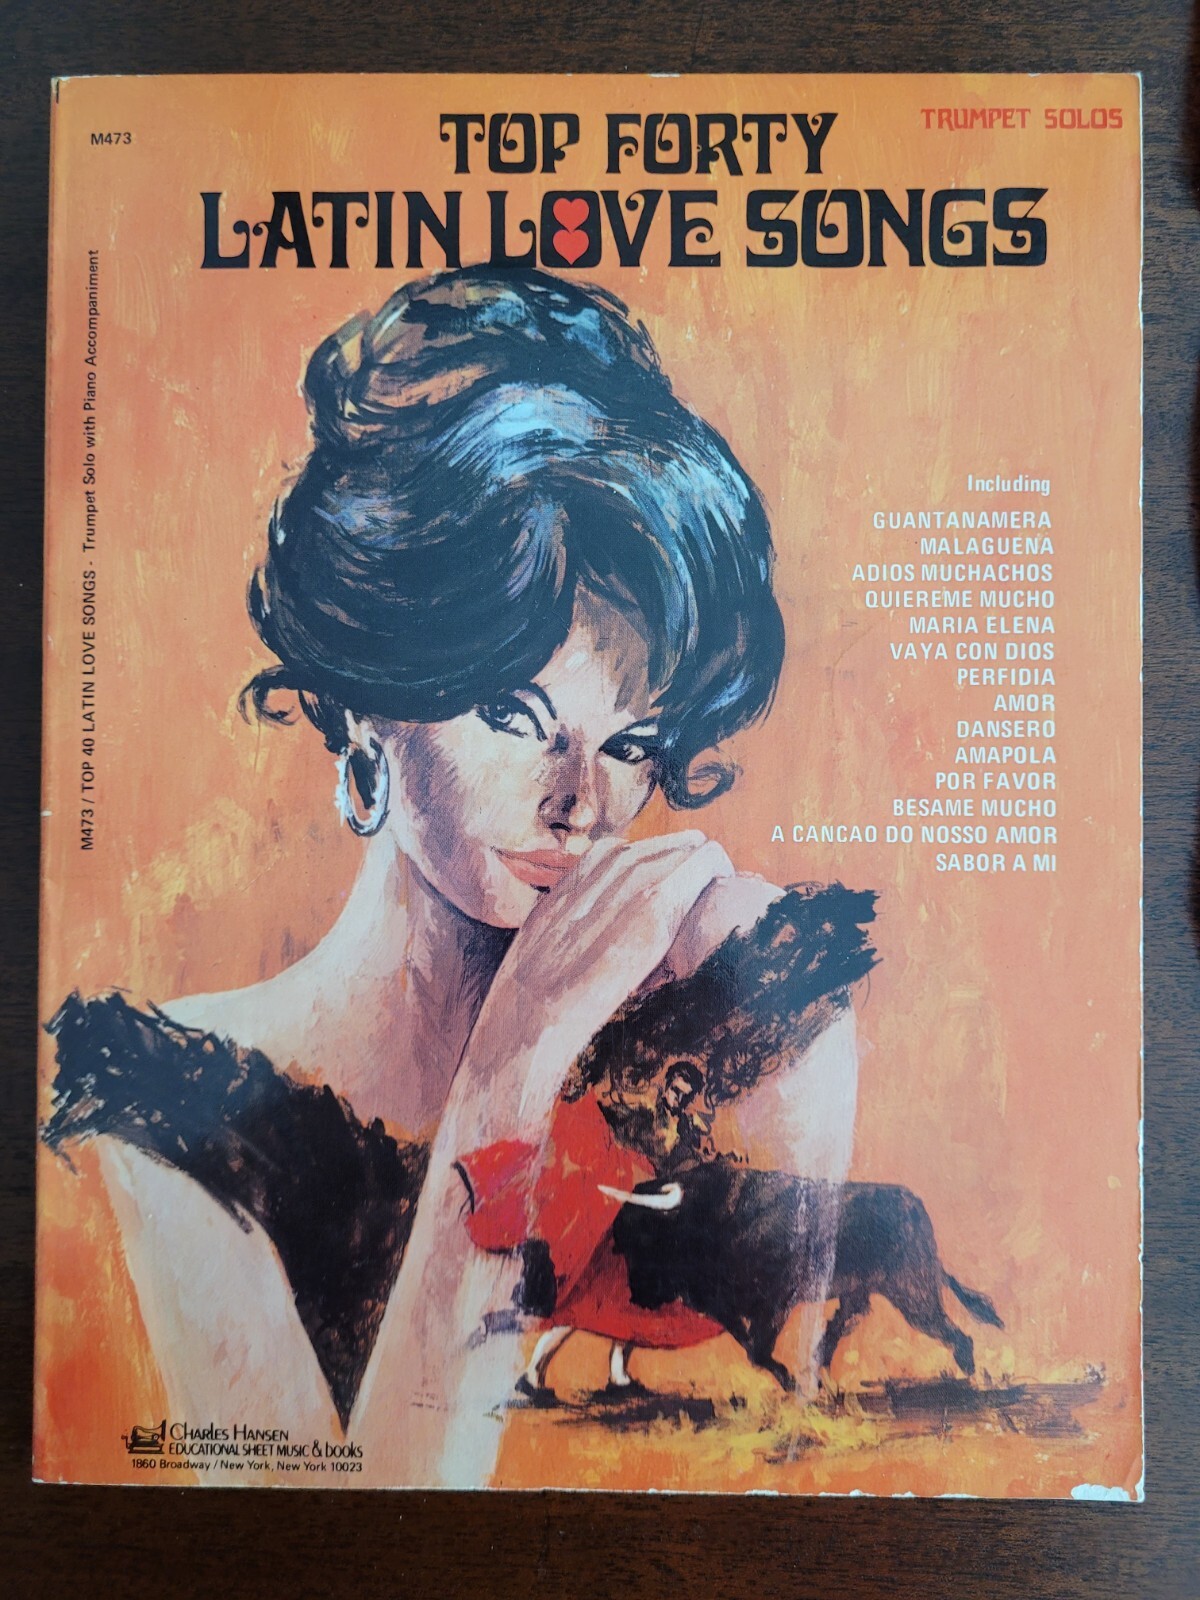 M473
TRUMPET SOLOS
TOP FORTY
LATIN LOVE SONGS
M473 / TOP 40 LATIN LOVE SONGS - Trumpet Solo with Piano Accompaniment
Including
GUANTANAMERA
MALAGUENA
ADIOS MUCHACHOS
QUIEREME MUCHO
MARIA ELENA
VAYA CON DIOS
PERFIDIA
AMOR
DANSERO
AMAPOLA
POR FAVOR
BESAME MUCHO
A CANCAO DO NOSSO AMOR
SABOR A MI
CHARLES HANSEN
EDUCATIONAL SHEET MUSIC & books
1860 Broadway / New York, New York 10023